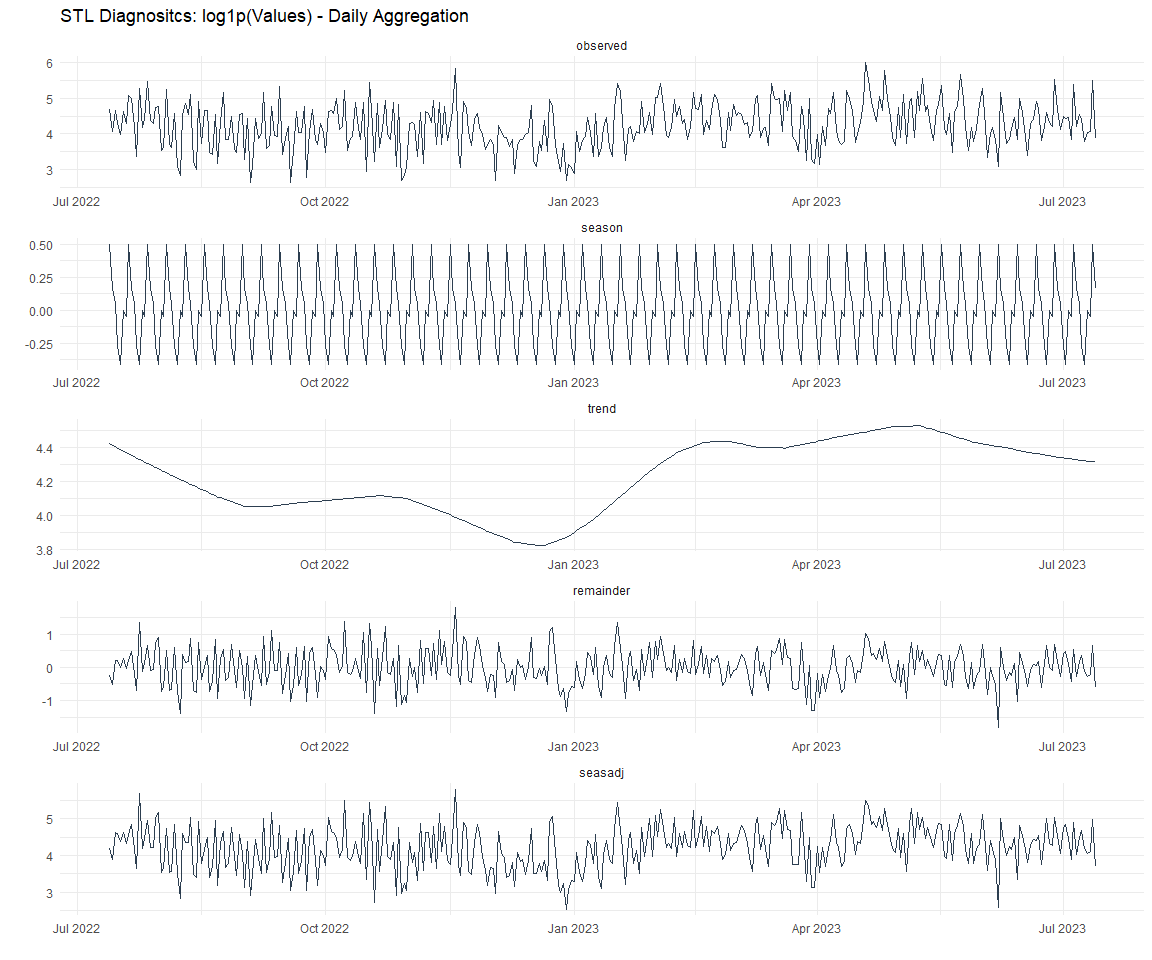 STL Diagnositcs: log1p(Values) - Daily Aggregation
observed
6
5
4
3
Jul 2022 Oct 2022 Jan 2023 Apr 2023 Jul 2023
season
0.50
0.25
0.00
-0.25
Jul 2022 Oct 2022 Jan 2023 Apr 2023 Jul 2023
trend
4.4
4.2
4.0
3.8
Jul 2022 Oct 2022 Jan 2023 Apr 2023 Jul 2023
remainder
1
0
-1
Jul 2022 Oct 2022 Jan 2023 Apr 2023 Jul 2023
seasadj
5
4
3
Jul 2022 Oct 2022 Jan 2023 Apr 2023 Jul 2023